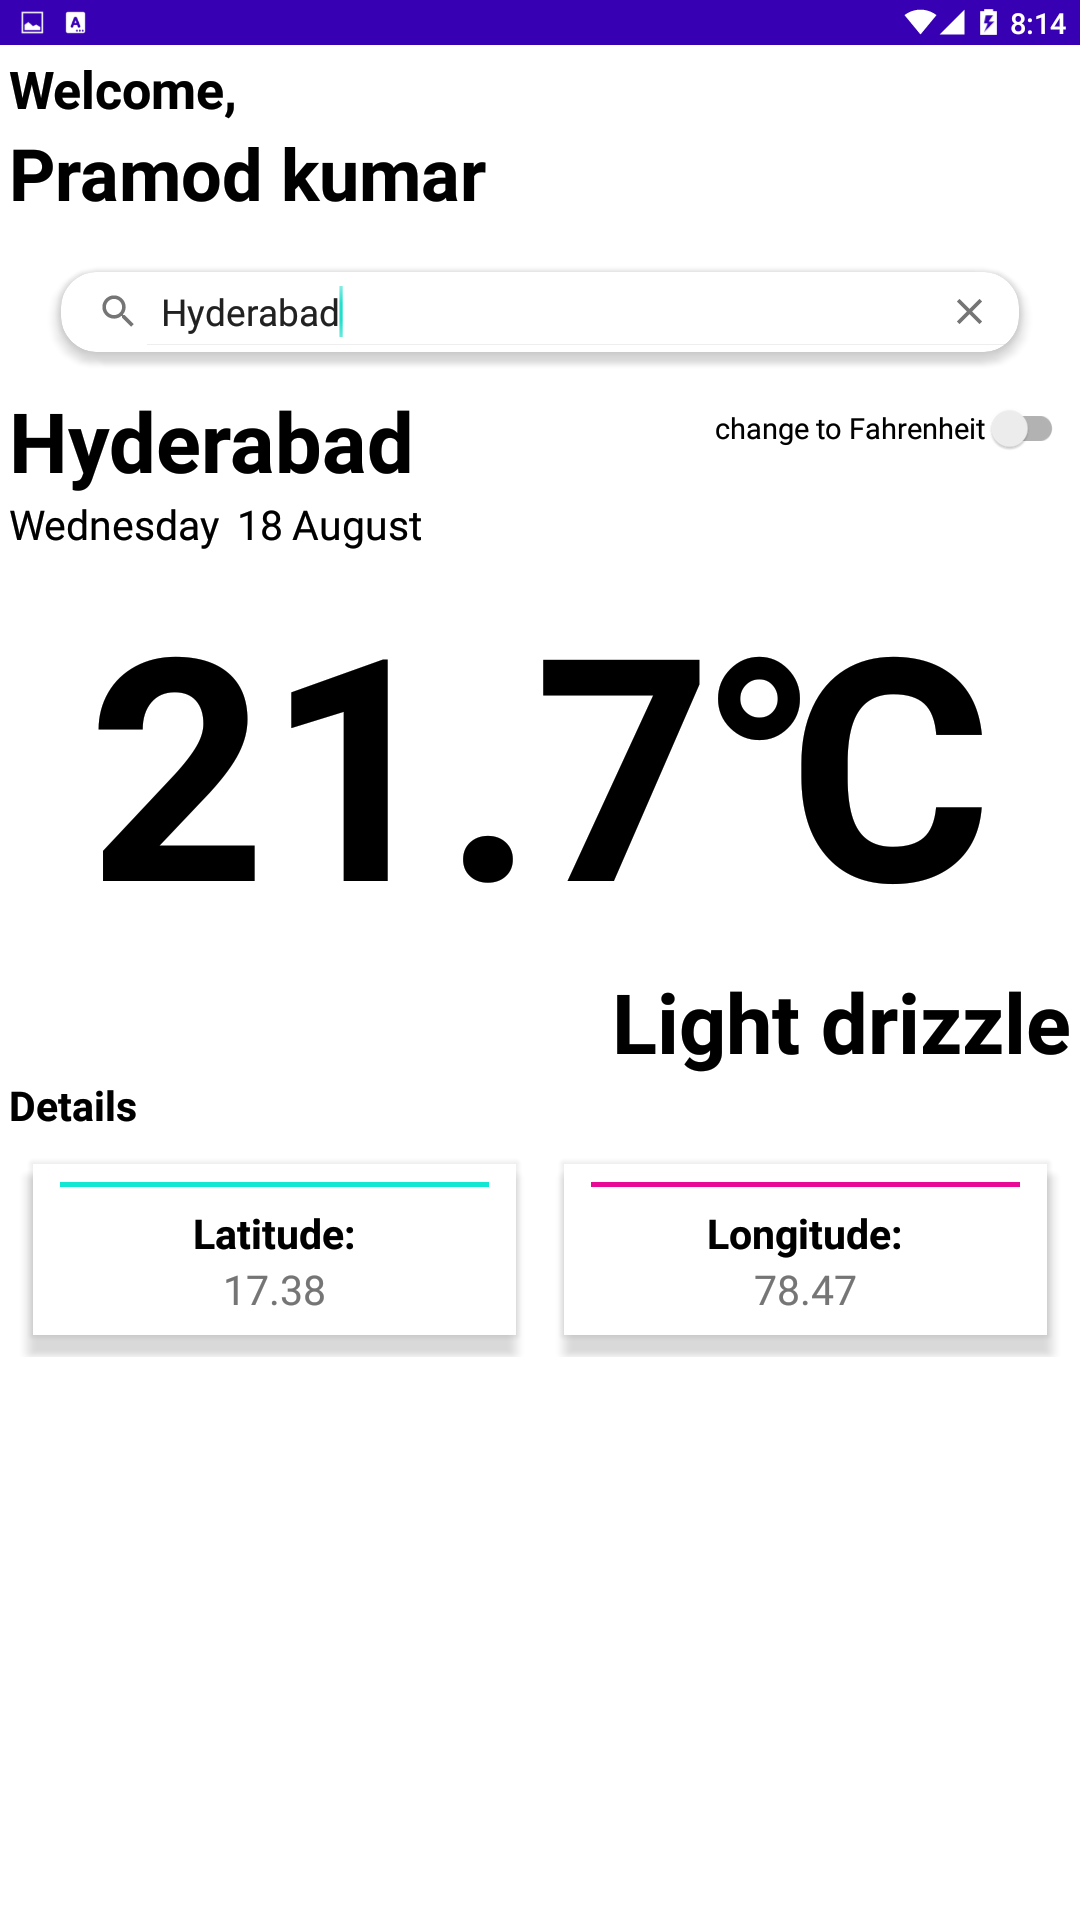 8:14
Welcome,
Pramod kumar
Hyderabad
Hyderabad
change to Fahrenheit
Wednesday 18 August
21.7°C
Light drizzle
Details
Latitude:
17.38
Longitude:
78.47